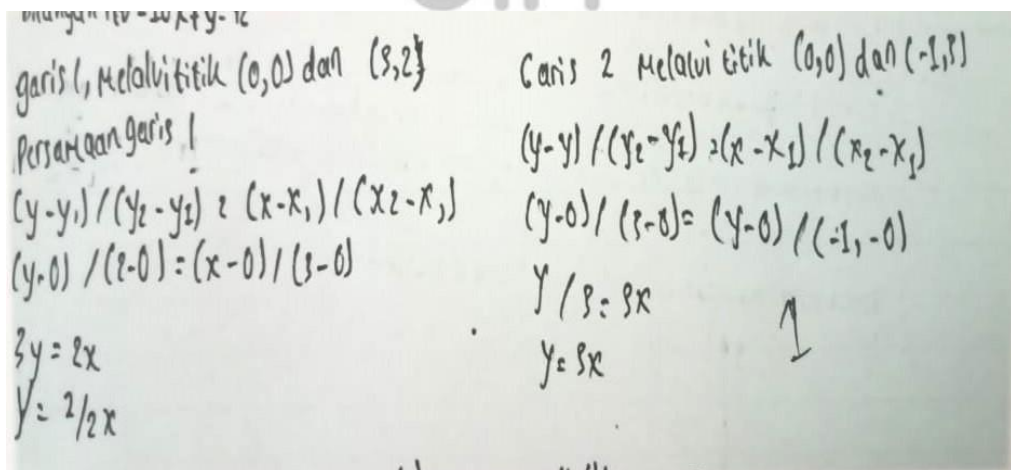 garis 1, Melalui titik (0,0) dan (3,2)
Persamaan garis 1
(y-y1)/(y2-y1) = (x-x1)/(x2-x1)
(y-0)/(2-0)=(x-0)/(3-0)
3y=2x
y=2/2x
Garis 2 Melalui titik (0,0) dan (-1,3)
(y-y)/(y2-y1)=(x-x1)/(x2-x1)
(y-0)/(3-0)=(y-0)/(-1,-0)
y/3=3x
y=3x
1